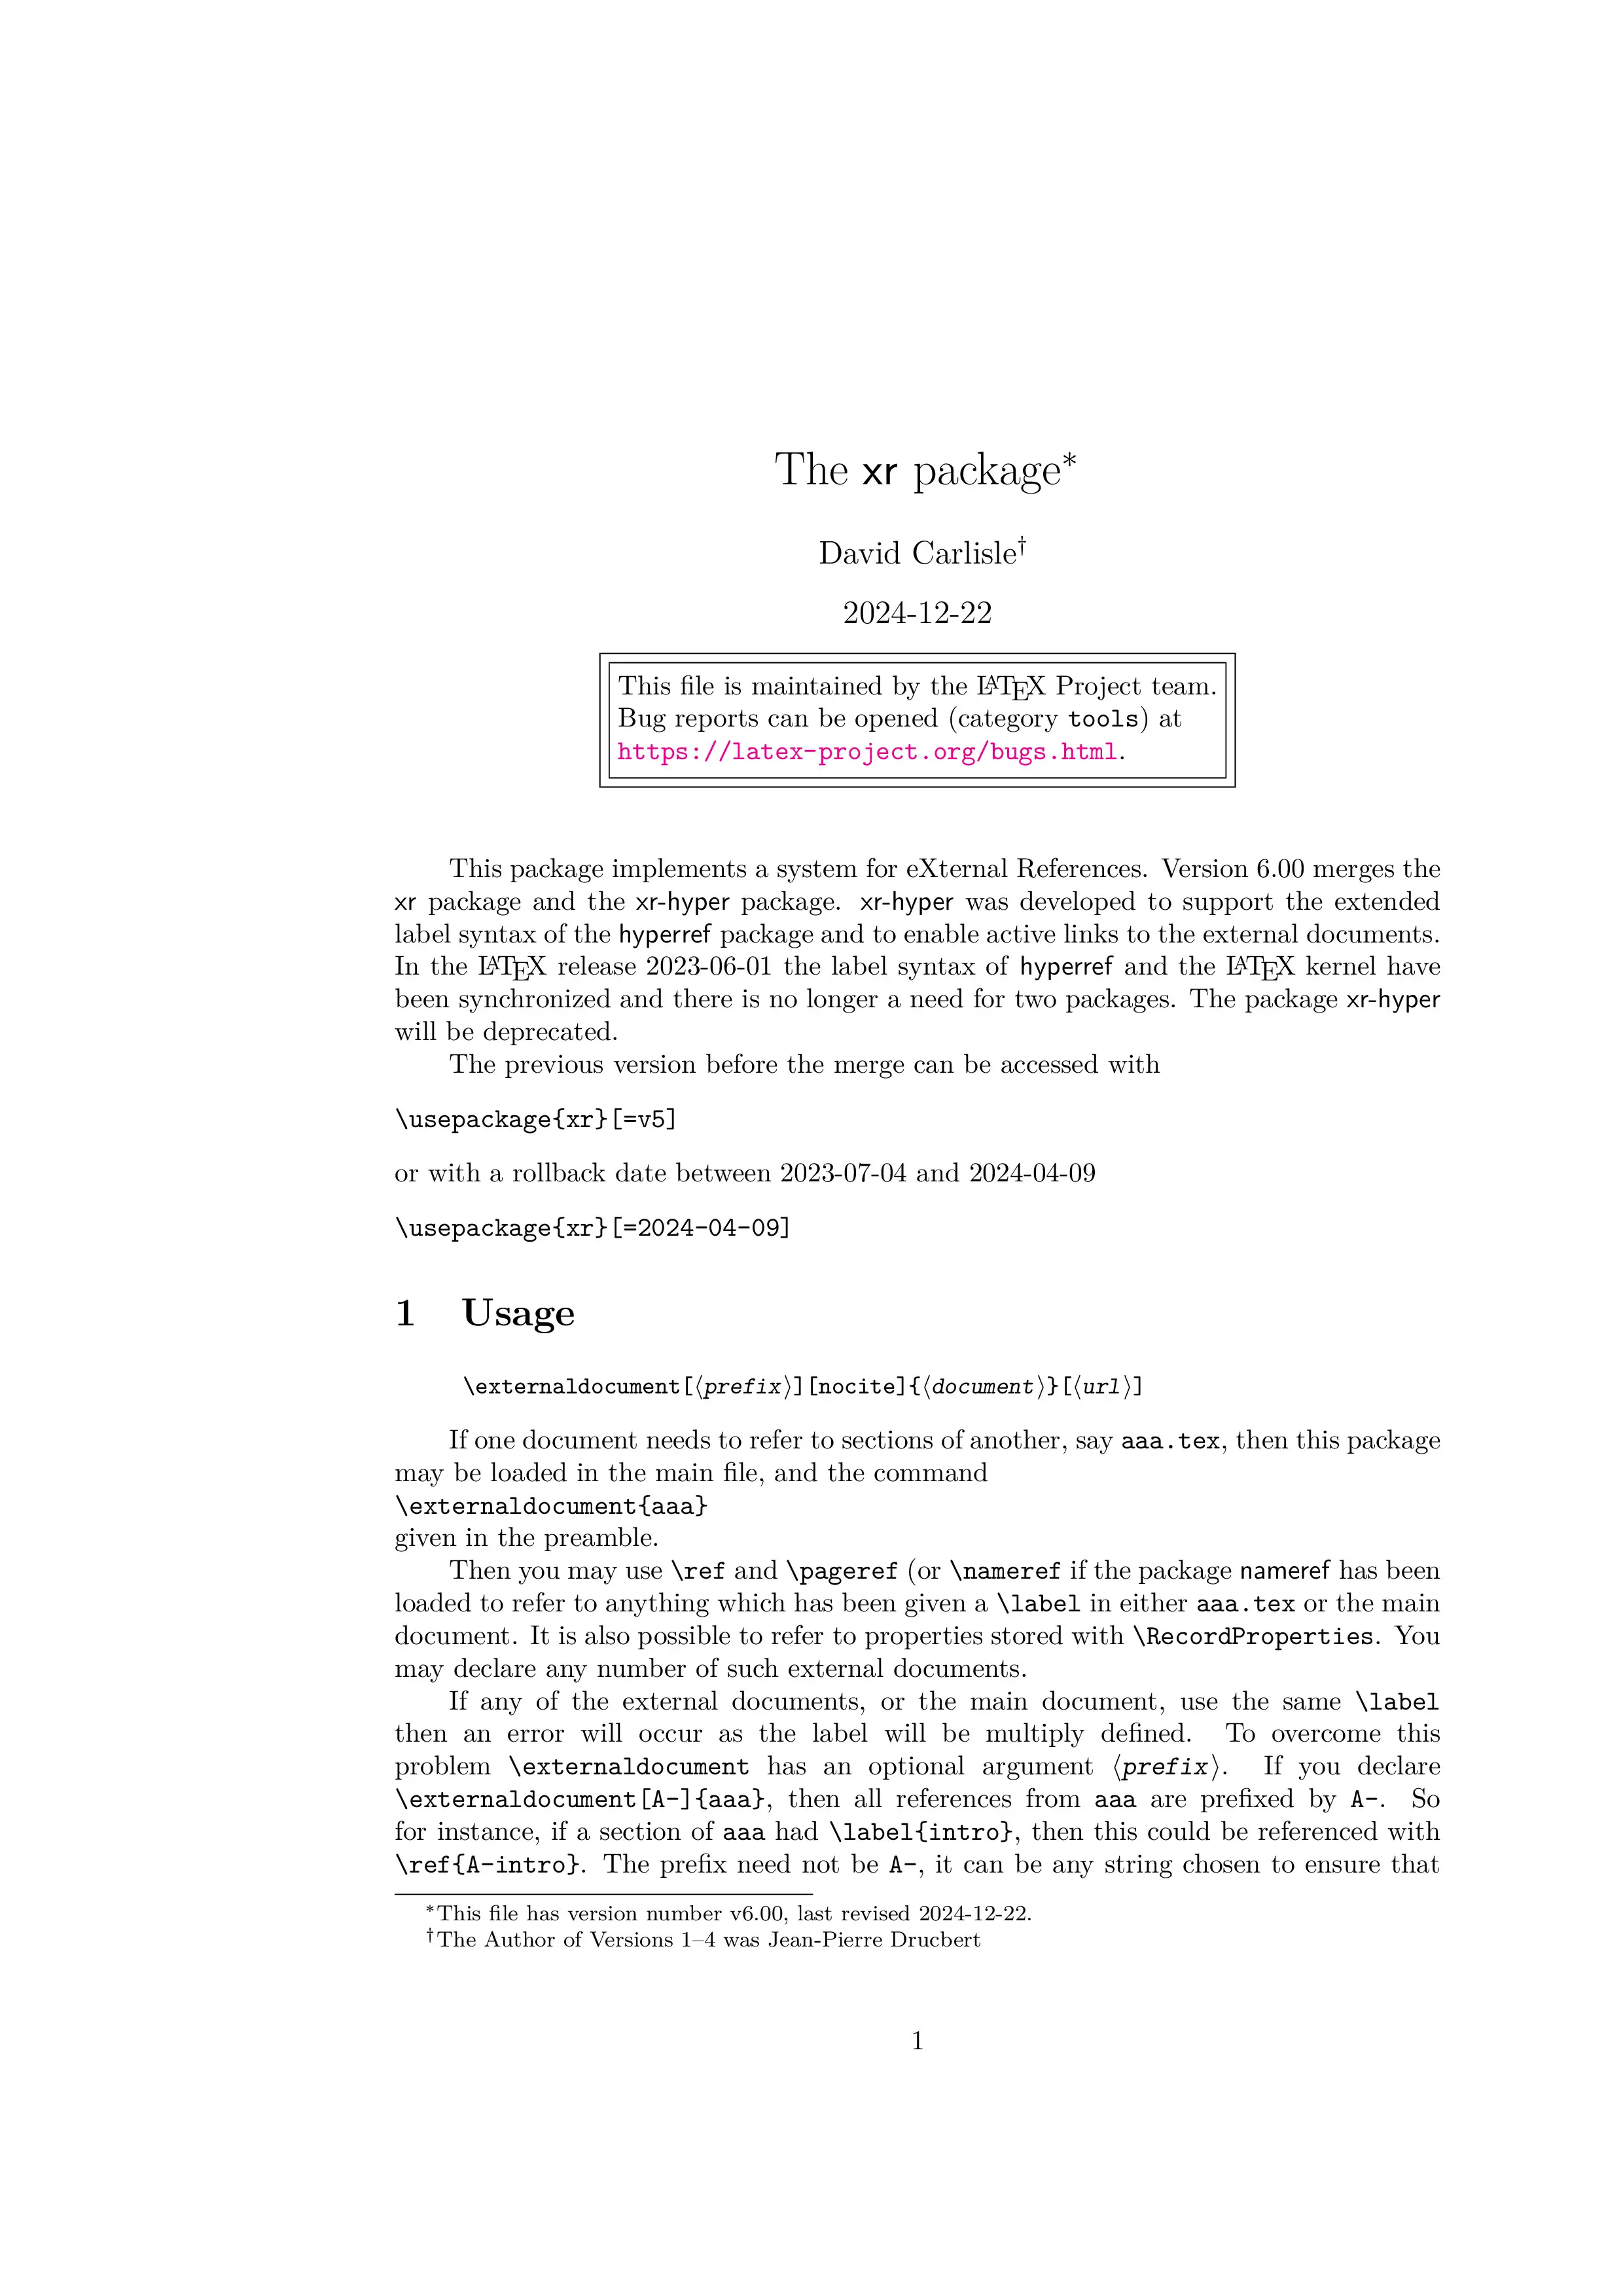 The xr package*
David Carlisle†
2024-12-22
This file is maintained by the LATEX Project team.
Bug reports can be opened (category tools) at
https://latex-project.org/bugs.html.
This package implements a system for eXternal References. Version 6.00 merges the
xr package and the xr-hyper package. xr-hyper was developed to support the extended
label syntax of the hyperref package and to enable active links to the external documents.
In the LATEX release 2023-06-01 the label syntax of hyperref and the LATEX kernel have
been synchronized and there is no longer a need for two packages. The package xr-hyper
will be deprecated.
The previous version before the merge can be accessed with
\usepackage{xr}[=v5]
or with a rollback date between 2023-07-04 and 2024-04-09
\usepackage{xr}[=2024-04-09]
1 Usage
\externaldocument[⟨prefix⟩][nocite]{⟨document⟩}[⟨url⟩]
If one document needs to refer to sections of another, say aaa.tex, then this package
may be loaded in the main file, and the command
\externaldocument{aaa}
given in the preamble.
Then you may use \ref and \pageref (or \nameref if the package nameref has been
loaded to refer to anything which has been given a \label in either aaa.tex or the main
document. It is also possible to refer to properties stored with \RecordProperties. You
may declare any number of such external documents.
If any of the external documents, or the main document, use the same \label
then an error will occur as the label will be multiply defined. To overcome this
problem \externaldocument has an optional argument ⟨prefix⟩. If you declare
\externaldocument[A-]{aaa}, then all references from aaa are prefixed by A-. So
for instance, if a section of aaa had \label{intro}, then this could be referenced with
\ref{A-intro}. The prefix need not be A-, it can be any string chosen to ensure that
*This file has version number v6.00, last revised 2024-12-22.
†The Author of Versions 1–4 was Jean-Pierre Drucbert
1